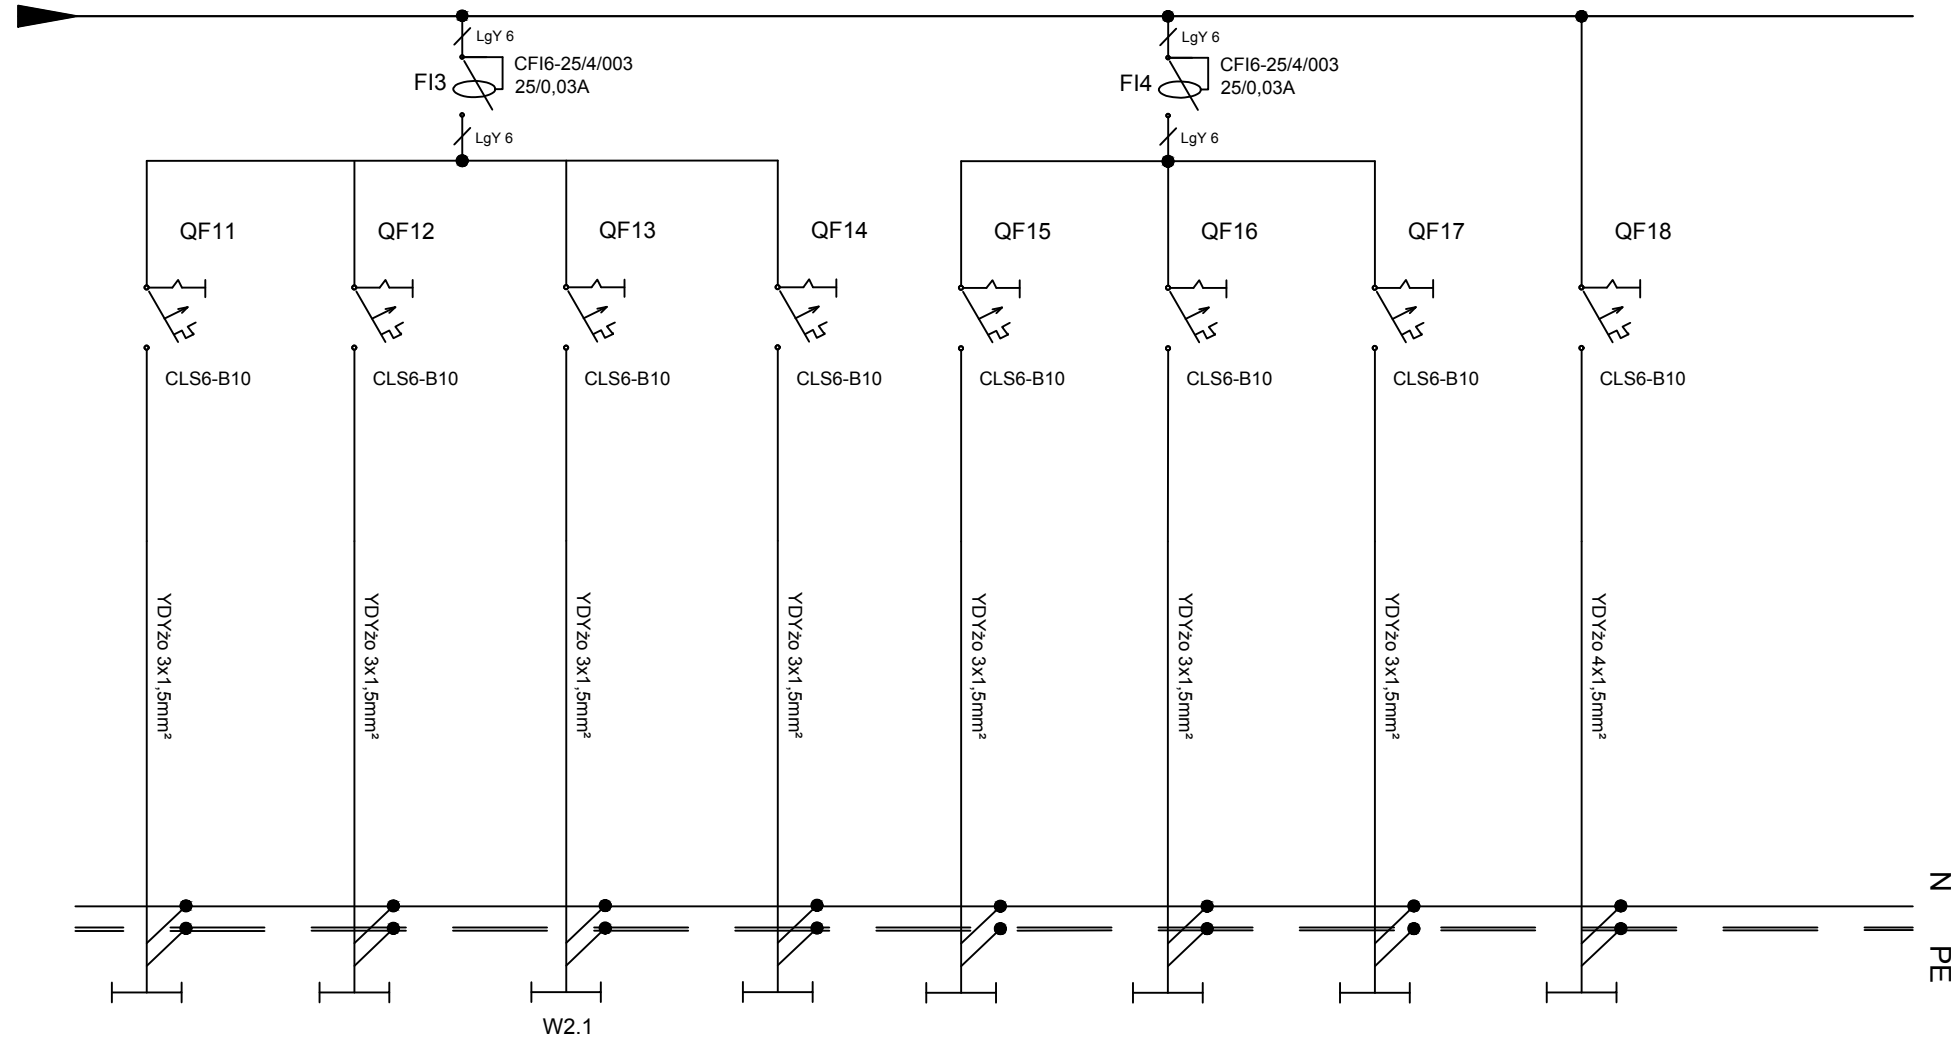 LgY 6
LgY 6
FI3
CFI6-25/4/003
25/0,03A
FI4
CFI6-25/4/003
25/0,03A
LgY 6
LgY 6
QF11
QF12
QF13
QF14
QF15
QF16
QF17
QF18
CLS6-B10
CLS6-B10
CLS6-B10
CLS6-B10
CLS6-B10
CLS6-B10
CLS6-B10
CLS6-B10
YDYżo 3x1,5mm²
YDYżo 3x1,5mm²
YDYżo 3x1,5mm²
YDYżo 3x1,5mm²
YDYżo 3x1,5mm²
YDYżo 3x1,5mm²
YDYżo 3x1,5mm²
YDYżo 4x1,5mm²
N
PE
W2.1